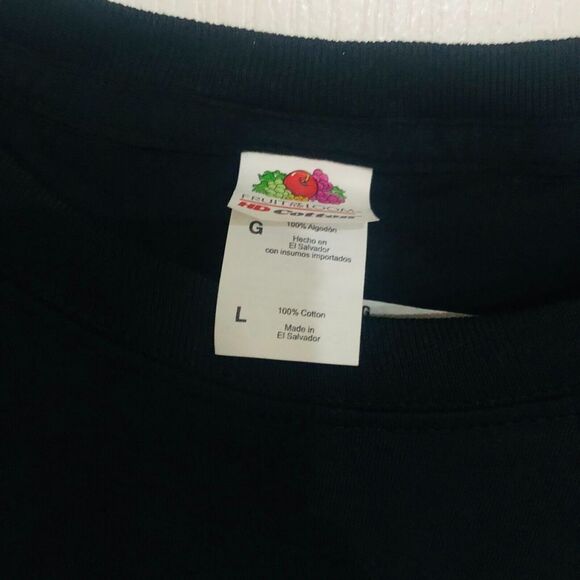 FRUIT OF THE LOOM
HD Cotton
G
100% Algodón
Hecho en
El Salvador
con insumos importados
L
100% Cotton
Made in
El Salvador
G